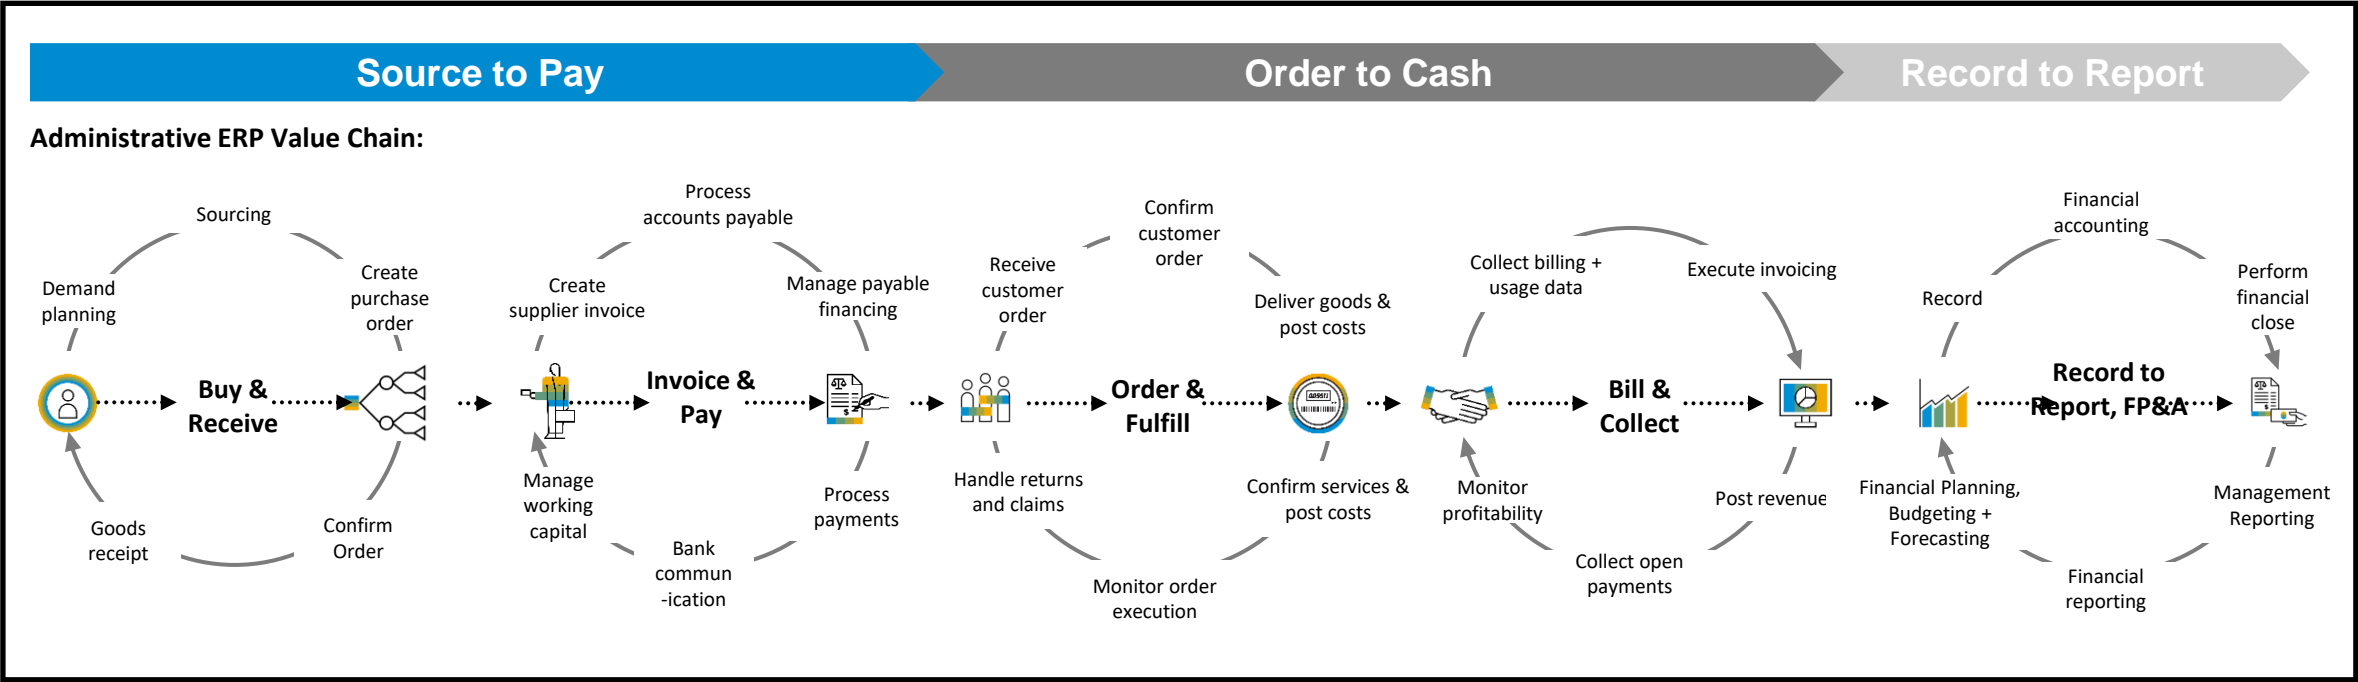 Source to Pay
Order to Cash
Record to Report
Administrative ERP Value Chain:
Demand
planning
Sourcing
Create
purchase
order
Buy &
Receive
Goods
receipt
Confirm
Order
Create
supplier invoice
Process
accounts payable
Manage payable
financing
Invoice &
Pay
Manage
working
capital
Bank
commun
-ication
Process
payments
Receive
customer
order
Confirm
customer
order
Deliver goods &
post costs
Order &
Fulfill
Handle returns
and claims
Monitor order
execution
Confirm services &
post costs
Collect billing +
usage data
Execute invoicing
Bill &
Collect
Monitor
profitability
Collect open
payments
Post revenue
Record
Financial
accounting
Perform
financial
close
Record to
Report, FP&A
Financial Planning,
Budgeting +
Forecasting
Financial
reporting
Management
Reporting